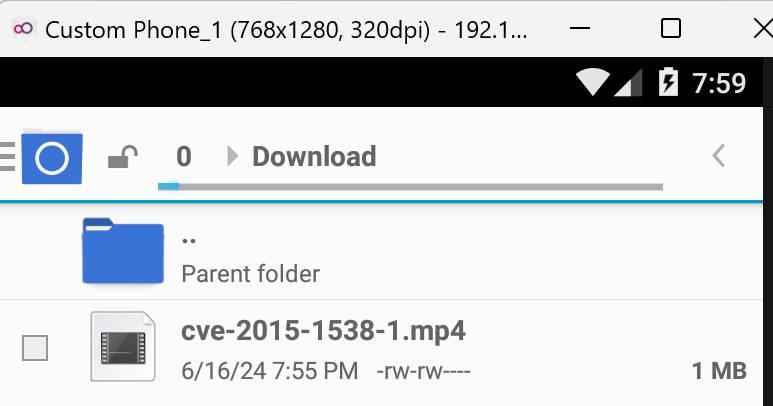 Custom Phone_1 (768x1280, 320dpi) - 192.1...
7:59
0 Download
..
Parent folder
cve-2015-1538-1.mp4
6/16/24 7:55 PM -rw-rw---- 1 MB